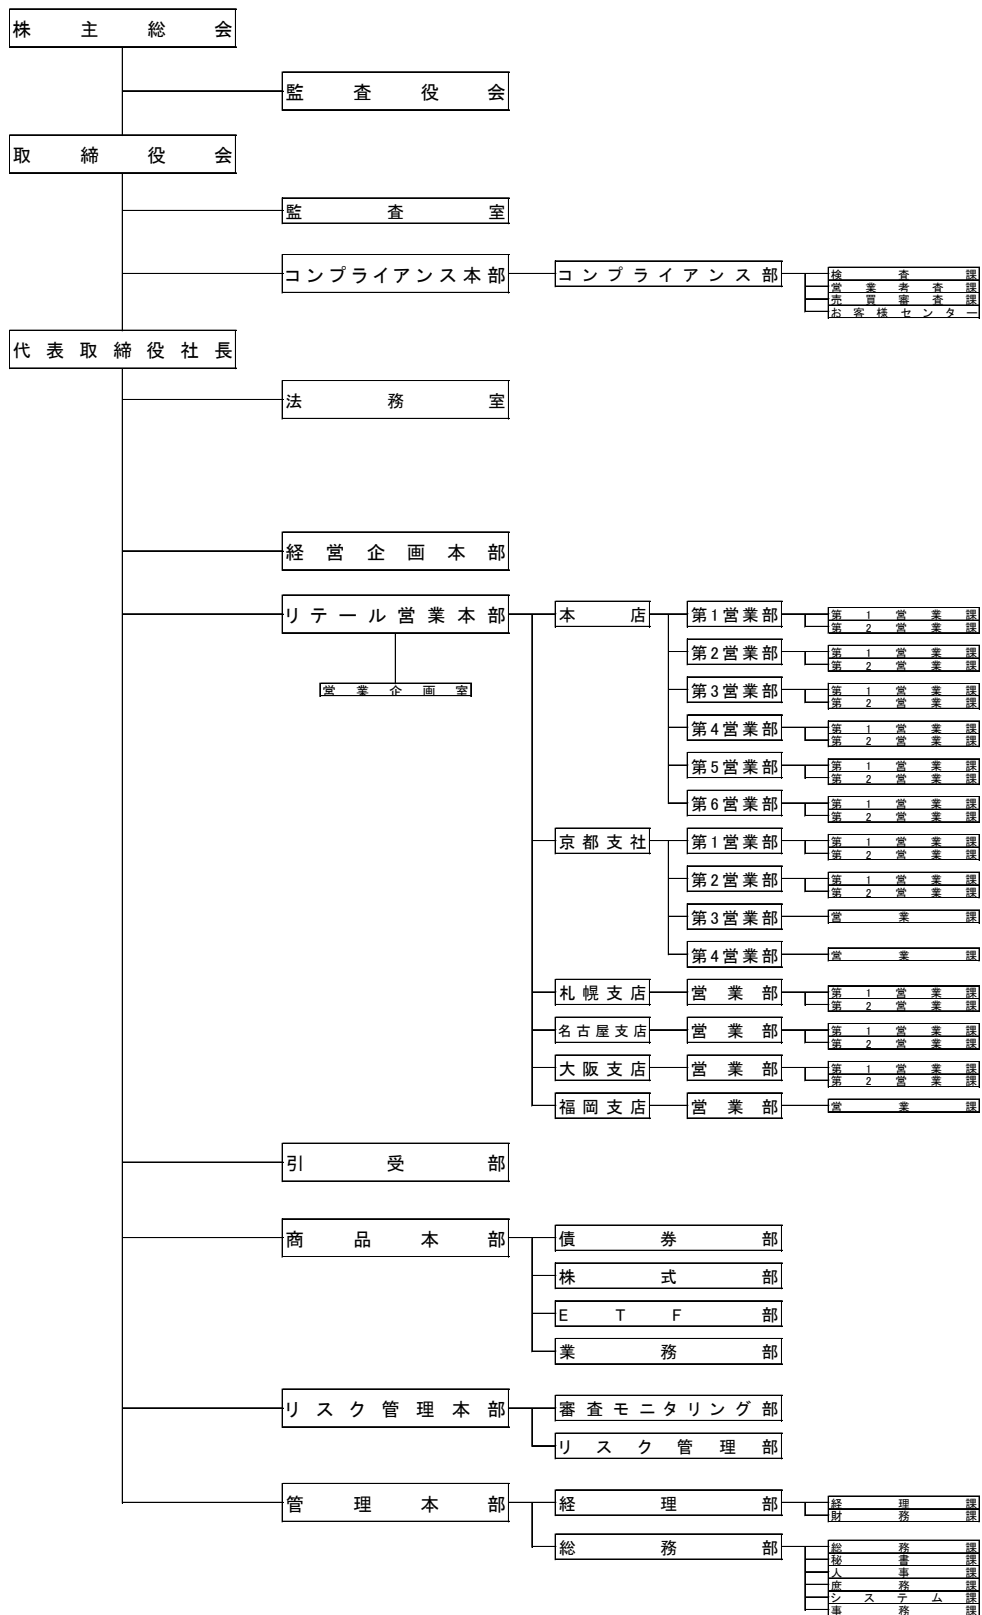 株主総会
監査役会
取締役会
監査室
コンプライアンス本部
コンプライアンス部
検査課
営業考査課
売買審査課
お客様センター
代表取締役社長
法務室
経営企画本部
リテール営業本部
営業企画室
本店
第1営業部
第1営業課
第2営業課
第2営業部
第1営業課
第2営業課
第3営業部
第1営業課
第2営業課
第4営業部
第1営業課
第2営業課
第5営業部
第1営業課
第2営業課
第6営業部
第1営業課
第2営業課
京都支社
第1営業部
第1営業課
第2営業課
第2営業部
第1営業課
第2営業課
第3営業部
営業課
第4営業部
営業課
札幌支店
営業部
第1営業課
第2営業課
名古屋支店
営業部
第1営業課
第2営業課
大阪支店
営業部
第1営業課
第2営業課
福岡支店
営業部
営業課
引受部
商品本部
債券部
株式部
ETF部
業務部
リスク管理本部
審査モニタリング部
リスク管理部
管理本部
経理部
経理課
財務課
総務部
総務課
秘書課
人事課
庶務課
システム課
事務課